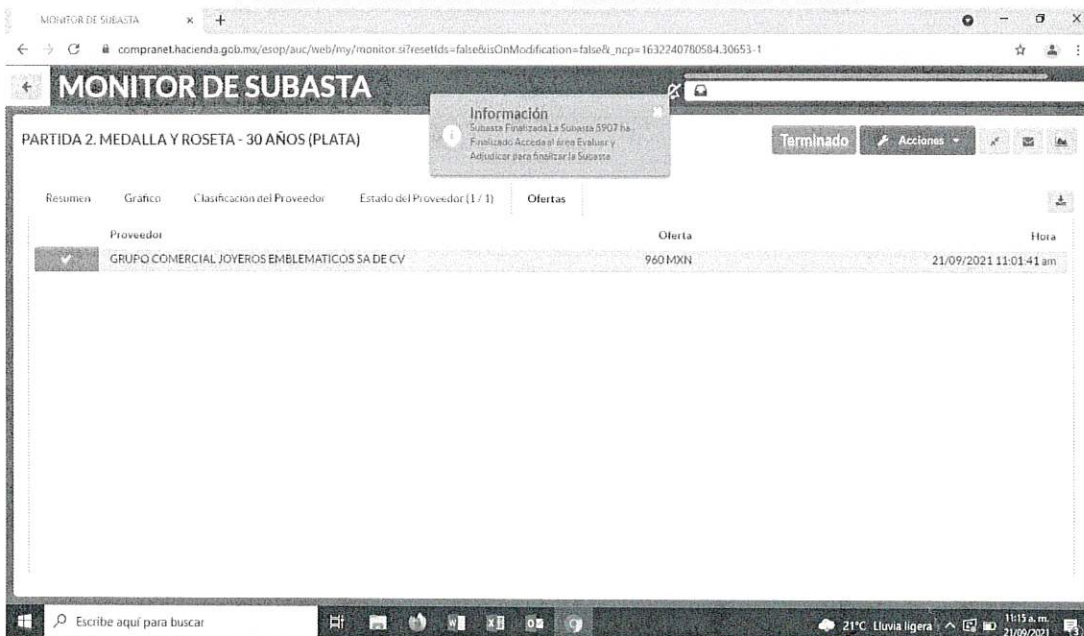 MONITOR DE SUBASTA
compranet.hacienda.gob.mx/esop/auc/web/my/monitor.si?resetIds=false&isOnModification=false&_ncp=1632240780584.30653-1
MONITOR DE SUBASTA
Información
Subasta Finalizada La Subasta 5907 ha
Finalizado Acceda al área Evaluar y
Adjudicar para finalizar la Subasta
PARTIDA 2. MEDALLA Y ROSETA - 30 AÑOS (PLATA)
Terminado
Acciones
Resumen Gráfico Clasificación del Proveedor Estado del Proveedor (1 / 1) Ofertas
Proveedor Oferta Hora
GRUPO COMERCIAL JOYEROS EMBLEMATICOS SA DE CV 960 MXN 21/09/2021 11:01:41 am
Escribe aquí para buscar
21°C Lluvia ligera
11:15 a. m.
21/09/2021